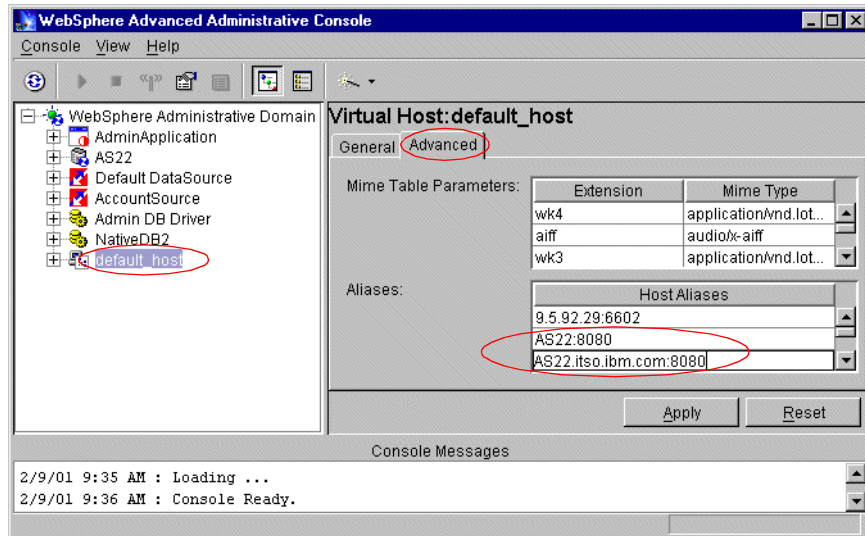 WebSphere Advanced Administrative Console
Console View Help
WebSphere Administrative Domain
AdminApplication
AS22
Default DataSource
AccountSource
Admin DB Driver
NativeDB2
default_host
Virtual Host:default_host
General Advanced
Mime Table Parameters:
Extension Mime Type
wk4 application/vnd.lot...
aiff audio/x-aiff
wk3 application/vnd.lot...
Aliases:
Host Aliases
9.5.92.29:6602
AS22:8080
AS22.itso.ibm.com:8080
Apply Reset
Console Messages
2/9/01 9:35 AM : Loading ...
2/9/01 9:36 AM : Console Ready.